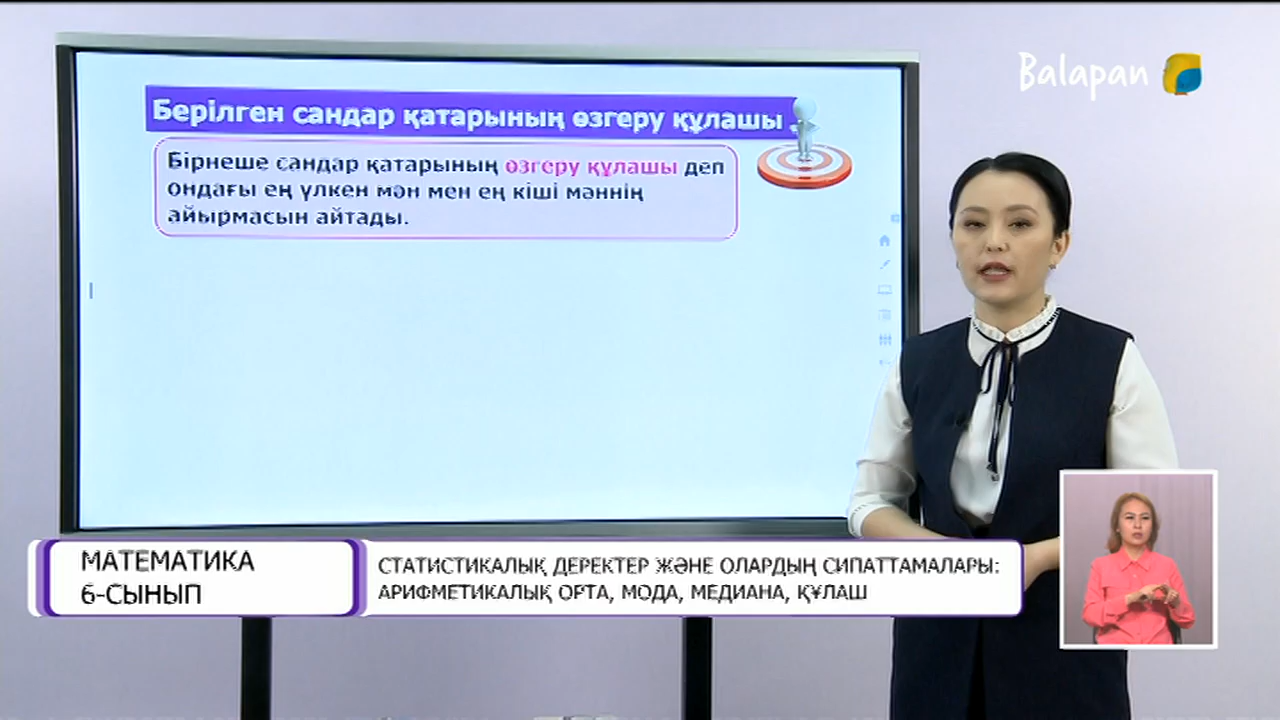 Balapan
Берілген сандар қатарының өзгеру құлашы
Бірнеше сандар қатарының өзгеру құлашы деп
ондағы ең үлкен мән мен ең кіші мәннің
айырмасын айтады.
МАТЕМАТИКА
6-СЫНЫП
СТАТИСТИКАЛЫҚ ДЕРЕКТЕР ЖӘНЕ ОЛАРДЫҢ СИПАТТАМАЛАРЫ:
АРИФМЕТИКАЛЫҚ ОРТА, МОДА, МЕДИАНА, ҚҰЛАШ